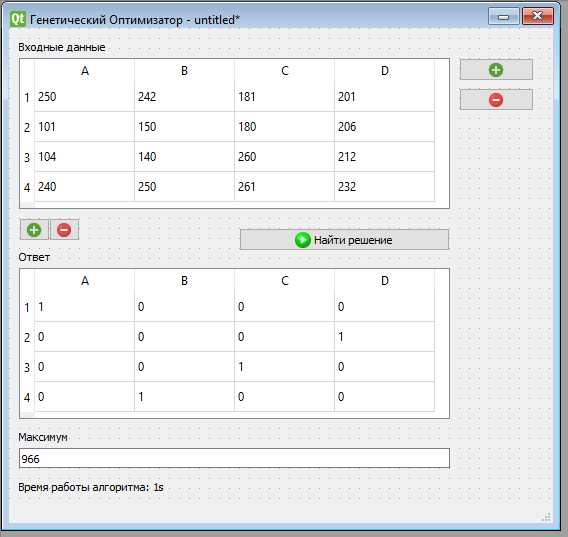 Qt Генетический Оптимизатор - untitled*
Входные данные
A B C D
1 250 242 181 201
2 101 150 180 206
3 104 140 260 212
4 240 250 261 232
Найти решение
Ответ
A B C D
1 1 0 0 0
2 0 0 0 1
3 0 0 1 0
4 0 1 0 0
Максимум
966
Время работы алгоритма: 1s